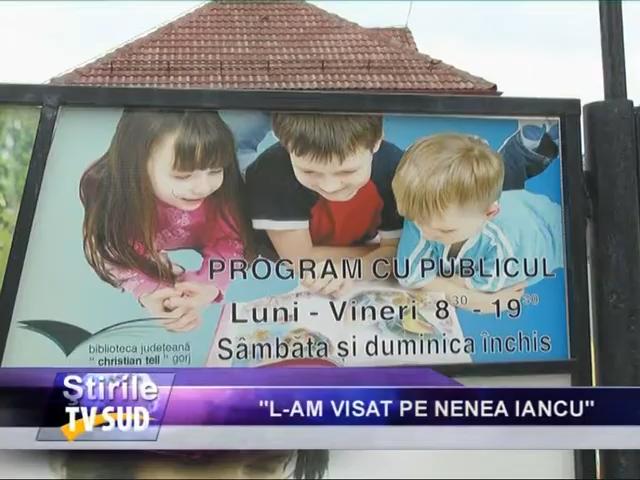 PROGRAM CU PUBLICUL
Luni - Vineri 8³⁰ - 19³⁰
Sâmbăta și duminica închis
biblioteca județeană
" christian tell " gorj
Știrile
TV SUD
"L-AM VISAT PE NENEA IANCU"